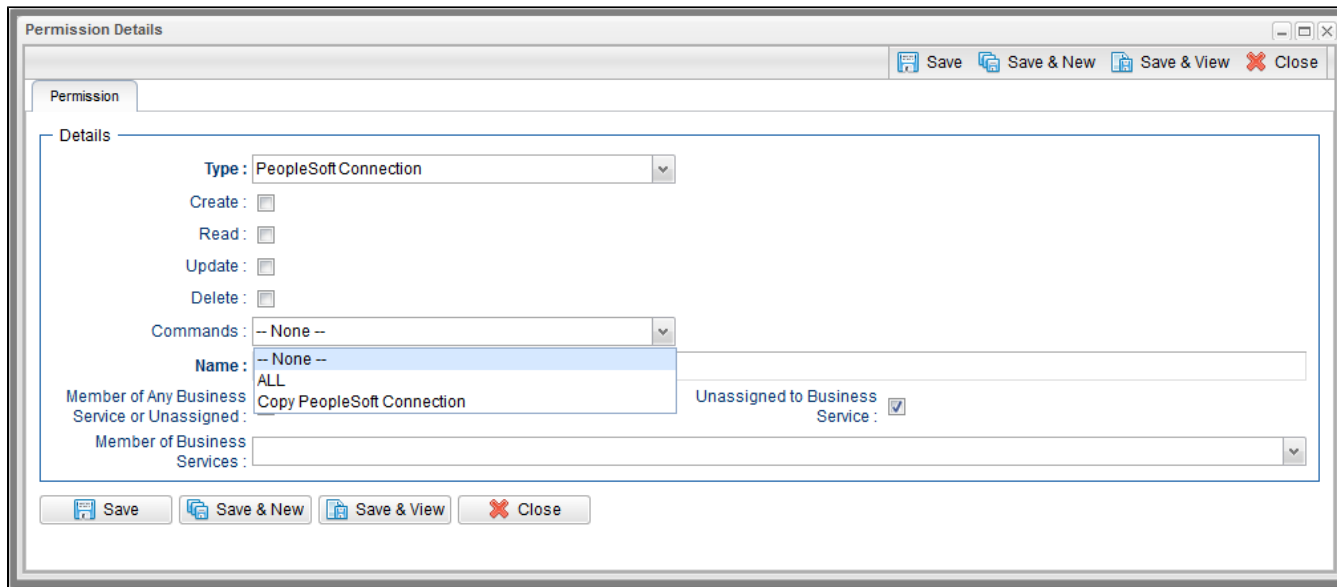 Permission Details
Save Save & New Save & View Close
Permission
Details
Type : PeopleSoft Connection
Create :
Read :
Update :
Delete :
Commands : -- None --
Name : -- None --
ALL
Copy PeopleSoft Connection
Member of Any Business
Service or Unassigned :
Unassigned to Business
Service :
Member of Business
Services :
Save Save & New Save & View Close